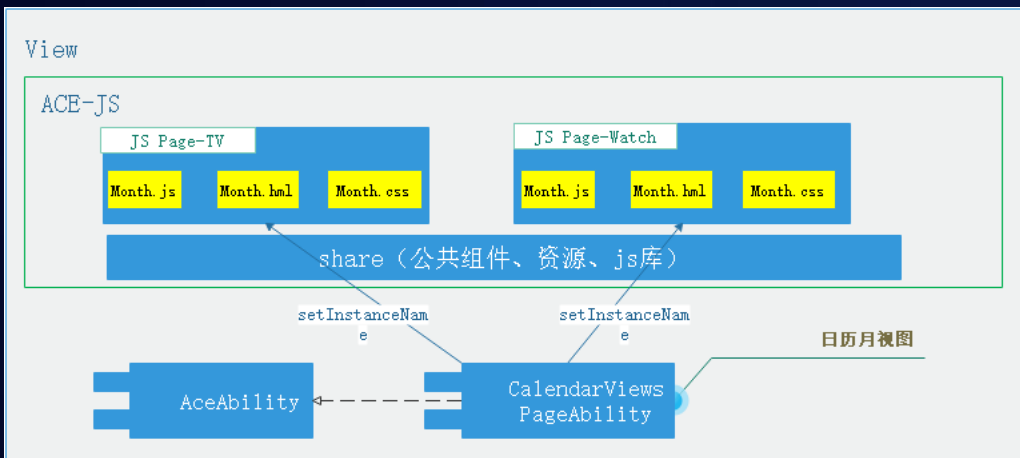 View
ACE-JS
JS Page-TV
JS Page-Watch
Month.js
Month.hml
Month.css
Month.js
Month.hml
Month.css
share（公共组件、资源、js库）
setInstanceNam
e
setInstanceNam
e
日历月视图
AceAbility
CalendarViews
PageAbility